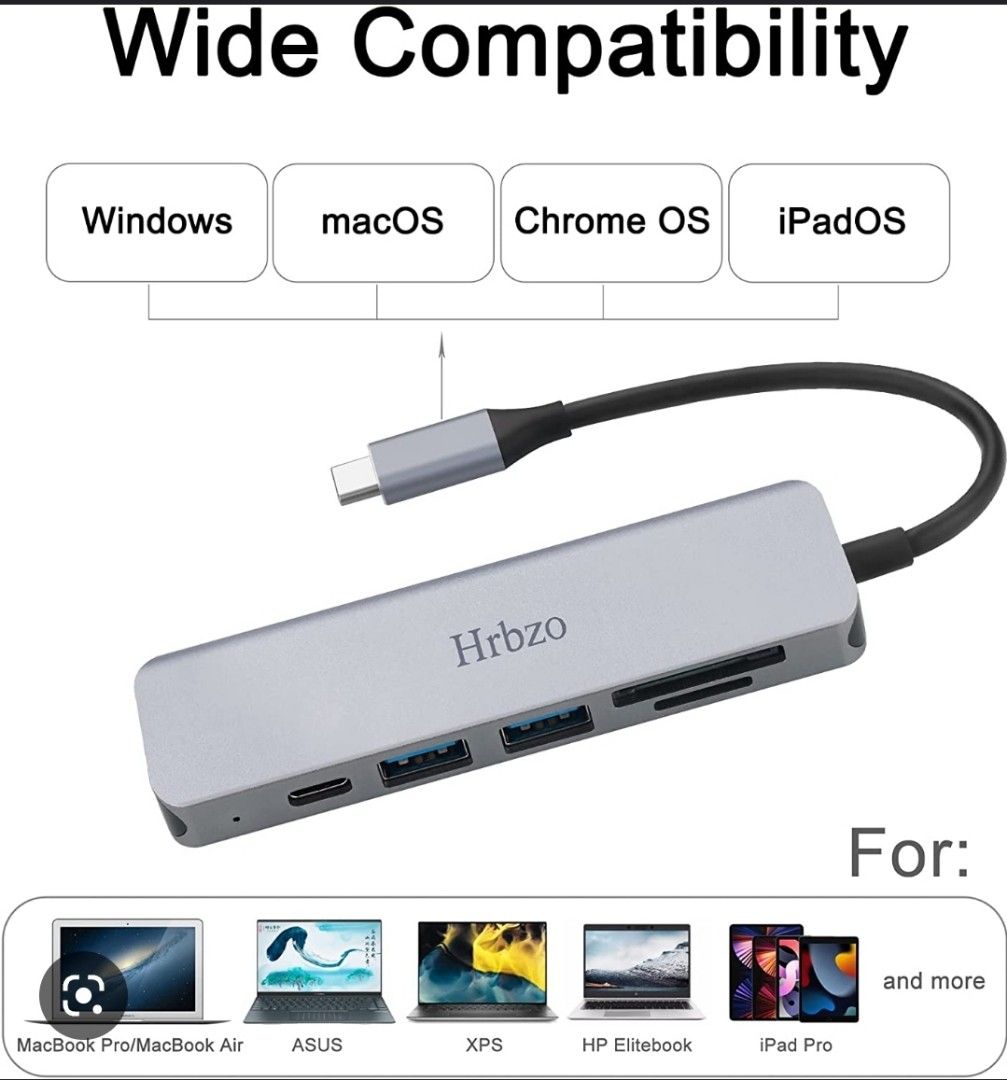 Wide Compatibility
Windows
macOS
Chrome OS
iPadOS
Hrbzo
For:
and more
MacBook Pro/MacBook Air
ASUS
XPS
HP Elitebook
iPad Pro